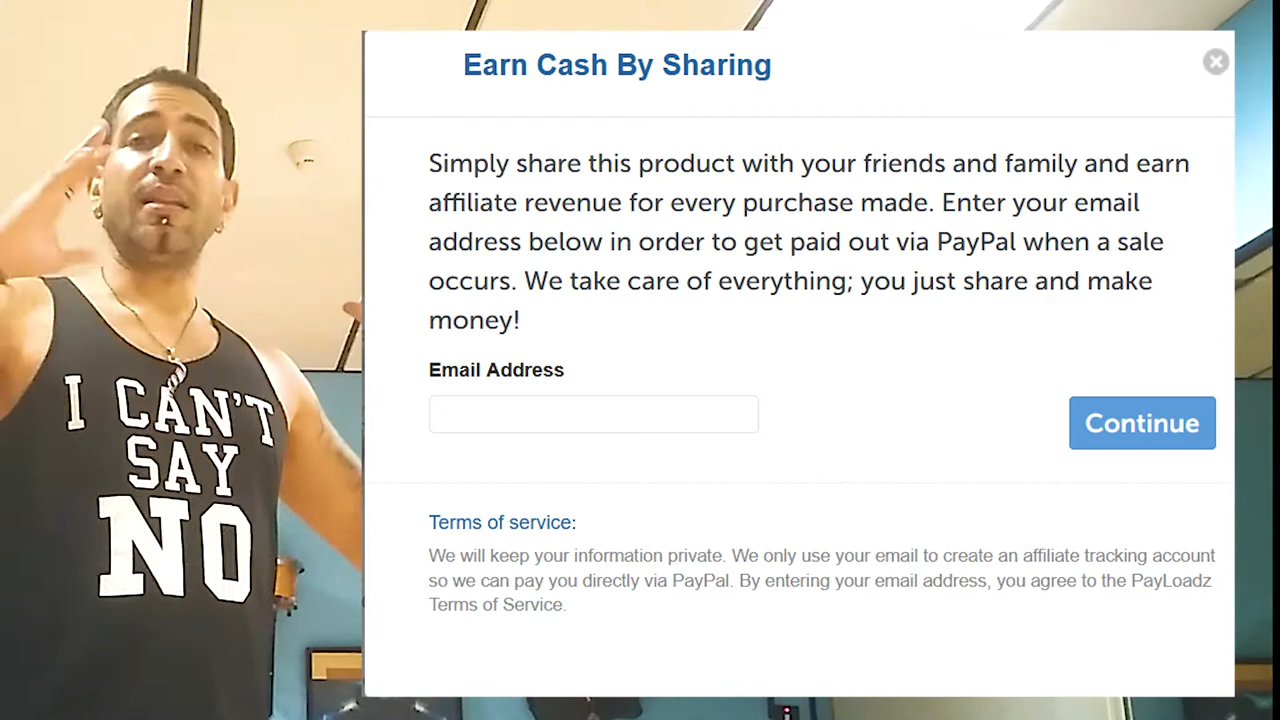 I CAN'T
SAY
NO
Earn Cash By Sharing
Simply share this product with your friends and family and earn
affiliate revenue for every purchase made. Enter your email
address below in order to get paid out via PayPal when a sale
occurs. We take care of everything; you just share and make
money!
Email Address
Continue
Terms of service:
We will keep your information private. We only use your email to create an affiliate tracking account
so we can pay you directly via PayPal. By entering your email address, you agree to the PayLoadz
Terms of Service.